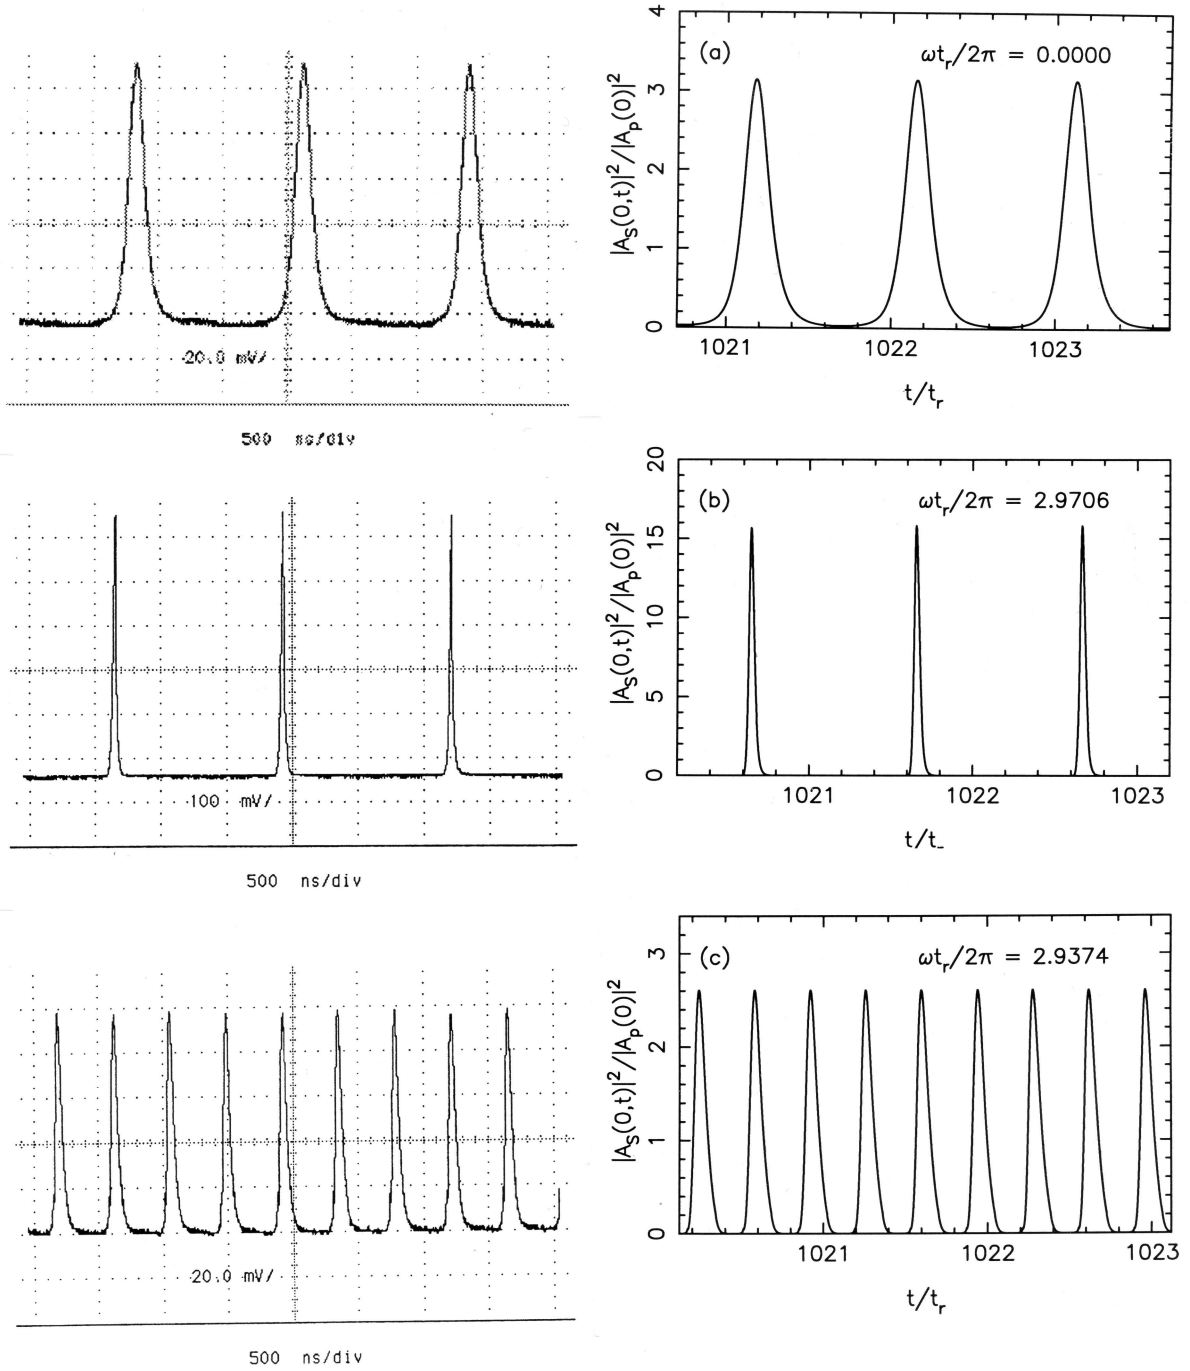 20.0 mV/
500 ns/div
4
3
2
1
0
|A_S(0,t)|²/|A_p(0)|²
(a)
ωt_r/2π = 0.0000
1021 1022 1023
t/t_r
100 mV/
500 ns/div
20
15
10
5
0
|A_S(0,t)|²/|A_p(0)|²
(b)
ωt_r/2π = 2.9706
1021 1022 1023
t/t_-
20.0 mV/
500 ns/div
3
2
1
0
|A_S(0,t)|²/|A_p(0)|²
(c)
ωt_r/2π = 2.9374
1021 1022 1023
t/t_r